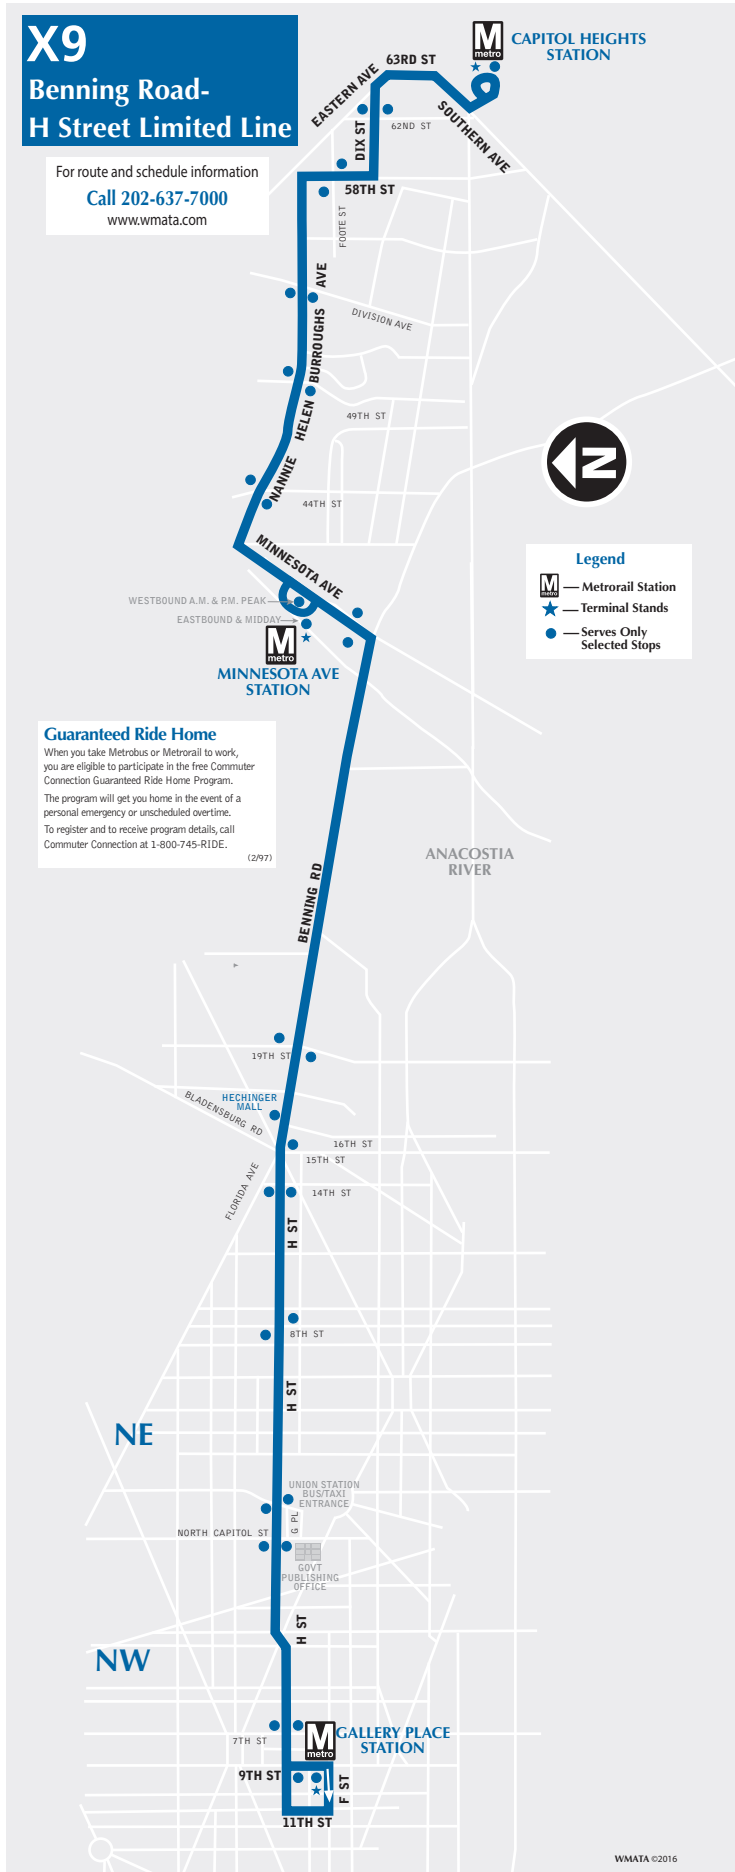 X9
Benning Road-
H Street Limited Line
For route and schedule information
Call 202-637-7000
www.wmata.com
M
metro
CAPITOL HEIGHTS
STATION
63RD ST
EASTERN AVE
SOUTHERN AVE
62ND ST
DIX ST
58TH ST
FOOTE ST
DIVISION AVE
NANNIE HELEN BURROUGHS AVE
49TH ST
44TH ST
N
MINNESOTA AVE
WESTBOUND A.M. & P.M. PEAK
EASTBOUND & MIDDAY
M
metro
MINNESOTA AVE
STATION
Legend
M
metro
— Metrorail Station
— Terminal Stands
— Serves Only
Selected Stops
Guaranteed Ride Home
When you take Metrobus or Metrorail to work,
you are eligible to participate in the free Commuter
Connection Guaranteed Ride Home Program.
The program will get you home in the event of a
personal emergency or unscheduled overtime.
To register and to receive program details, call
Commuter Connection at 1-800-745-RIDE.
(2/97)
ANACOSTIA
RIVER
BENNING RD
19TH ST
HECHINGER
MALL
BLADENSBURG RD
16TH ST
15TH ST
FLORIDA AVE
14TH ST
H ST
8TH ST
H ST
NE
UNION STATION
BUS/TAXI
ENTRANCE
G PL
NORTH CAPITOL ST
GOVT
PUBLISHING
OFFICE
H ST
NW
M
metro
GALLERY PLACE
STATION
7TH ST
9TH ST
F ST
11TH ST
WMATA ©2016